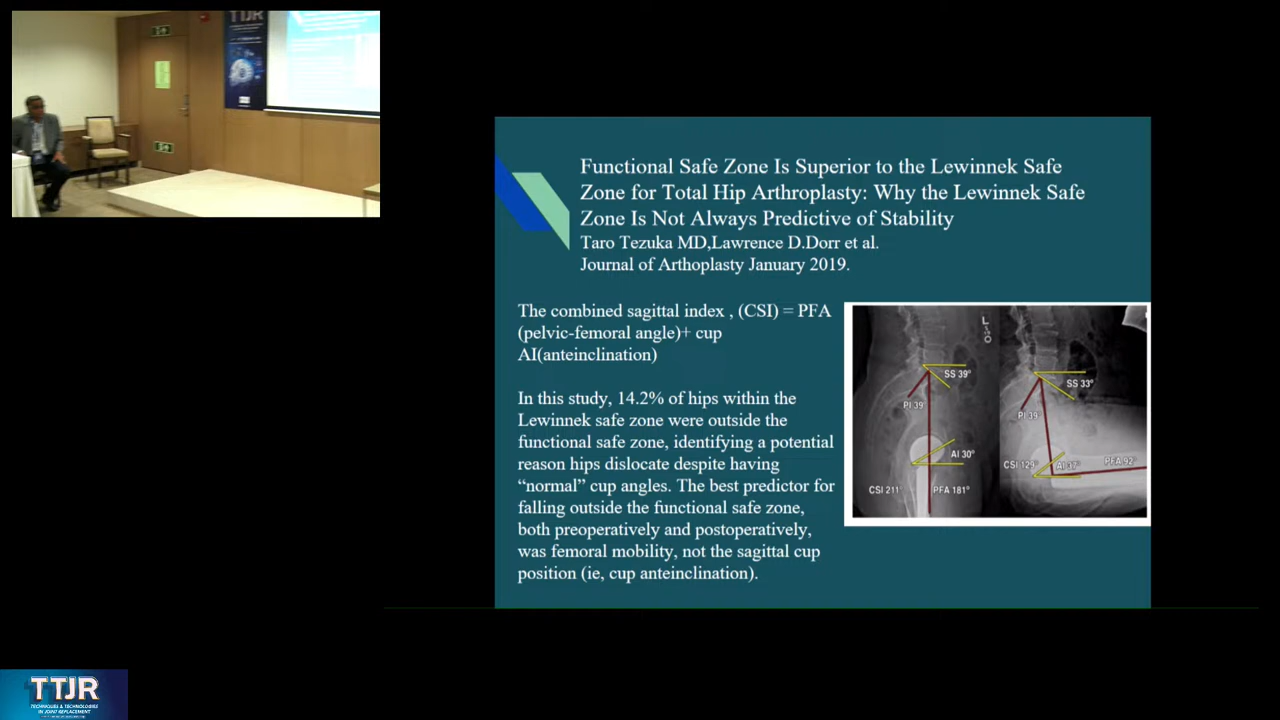 TTJR
Functional Safe Zone Is Superior to the Lewinnek Safe
Zone for Total Hip Arthroplasty: Why the Lewinnek Safe
Zone Is Not Always Predictive of Stability
Taro Tezuka MD,Lawrence D.Dorr et al.
Journal of Arthoplasty January 2019.
The combined sagittal index , (CSI) = PFA
(pelvic-femoral angle)+ cup
AI(anteinclination)
In this study, 14.2% of hips within the
Lewinnek safe zone were outside the
functional safe zone, identifying a potential
reason hips dislocate despite having
“normal” cup angles. The best predictor for
falling outside the functional safe zone,
both preoperatively and postoperatively,
was femoral mobility, not the sagittal cup
position (ie, cup anteinclination).
L
SS 39°
PI 39°
AI 30°
CSI 211°
PFA 181°
SS 33°
PI 39°
CSI 129°
AI 37°
PFA 92°
TTJR
TECHNIQUES & TECHNOLOGIES
IN JOINT REPLACEMENT